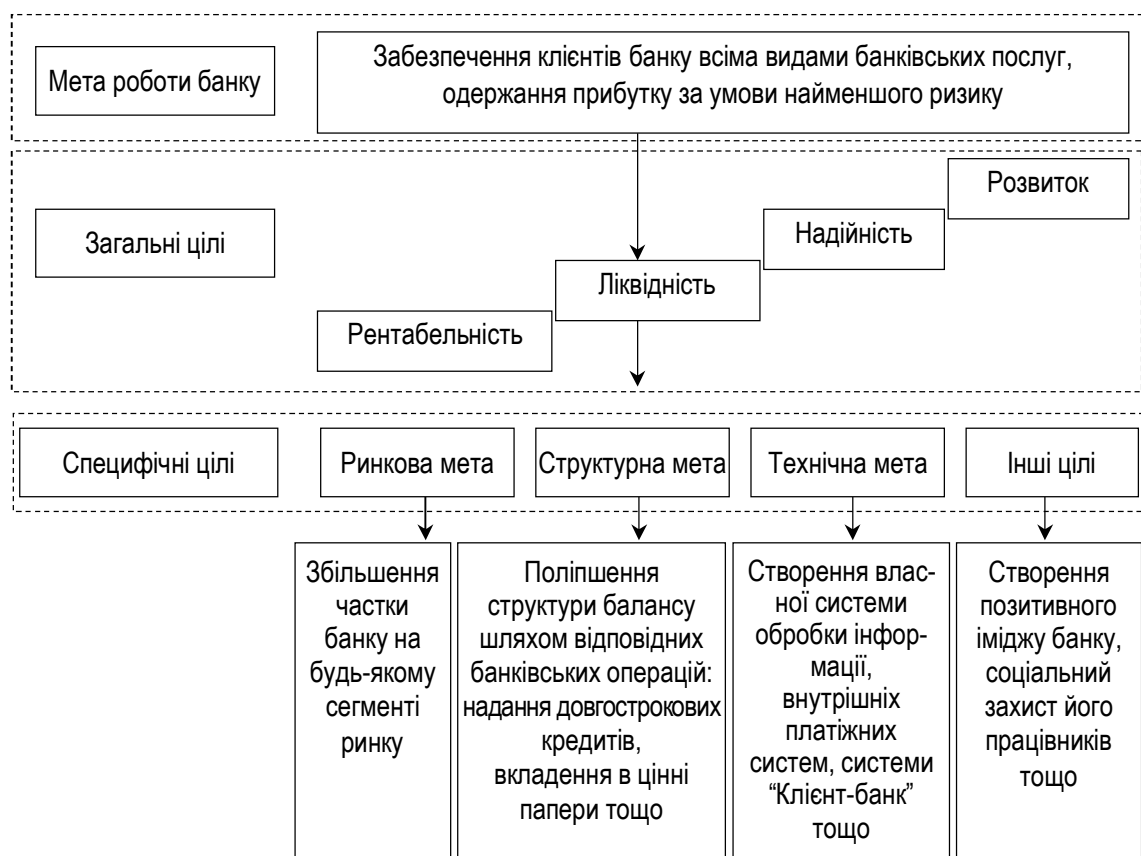 Мета роботи банку
Забезпечення клієнтів банку всіма видами банківських послуг,
одержання прибутку за умови найменшого ризику
Загальні цілі
Розвиток
Надійність
Ліквідність
Рентабельність
Специфічні цілі
Ринкова мета
Структурна мета
Технічна мета
Інші цілі
Збільшення
частки
банку на
будь-якому
сегменті
ринку
Поліпшення
структури балансу
шляхом відповідних
банківських операцій:
надання довгострокових
кредитів,
вкладення в цінні
папери тощо
Створення влас-
ної системи
обробки інфор-
мації,
внутрішніх
платіжних
систем, системи
“Клієнт-банк”
тощо
Створення
позитивного
іміджу банку,
соціальний
захист його
працівників
тощо